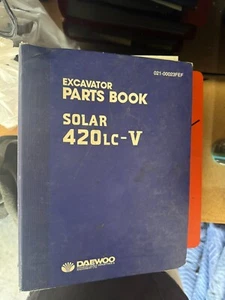 021-00023FEF
EXCAVATOR
PARTS BOOK
SOLAR
420LC-V
DAEWOO